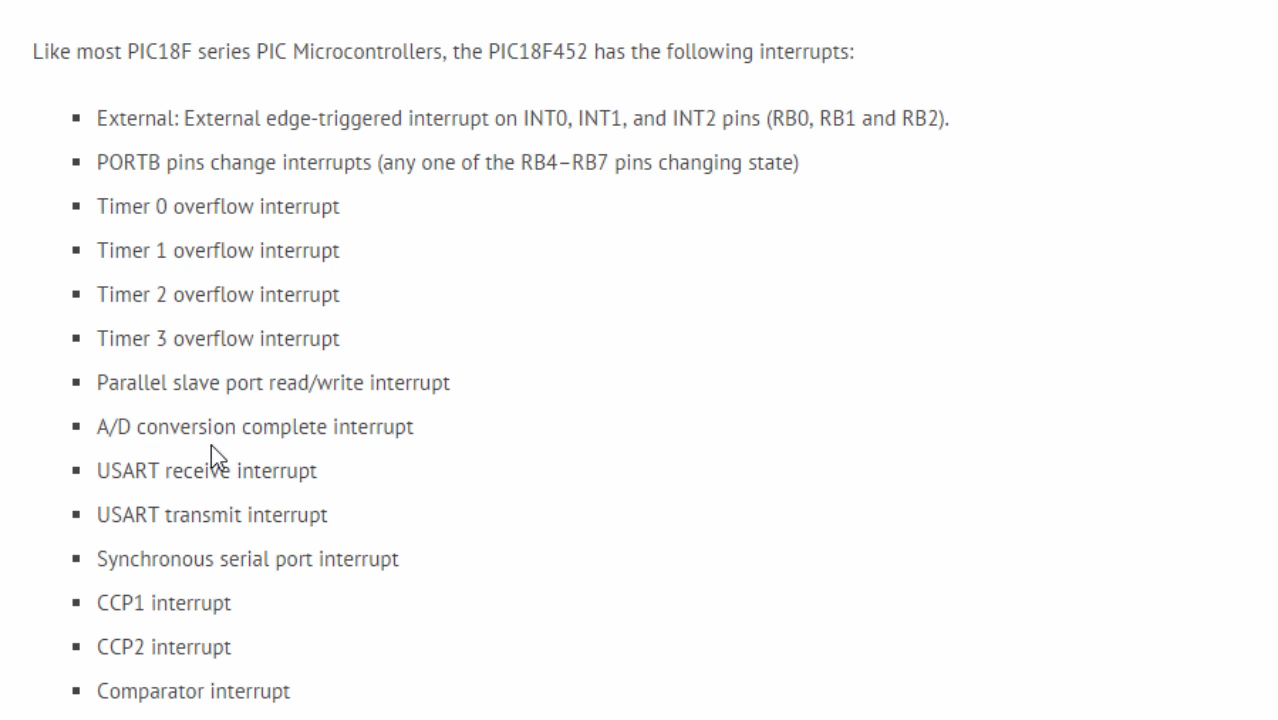 Like most PIC18F series PIC Microcontrollers, the PIC18F452 has the following interrupts:
External: External edge-triggered interrupt on INT0, INT1, and INT2 pins (RB0, RB1 and RB2).
PORTB pins change interrupts (any one of the RB4–RB7 pins changing state)
Timer 0 overflow interrupt
Timer 1 overflow interrupt
Timer 2 overflow interrupt
Timer 3 overflow interrupt
Parallel slave port read/write interrupt
A/D conversion complete interrupt
USART receive interrupt
USART transmit interrupt
Synchronous serial port interrupt
CCP1 interrupt
CCP2 interrupt
Comparator interrupt